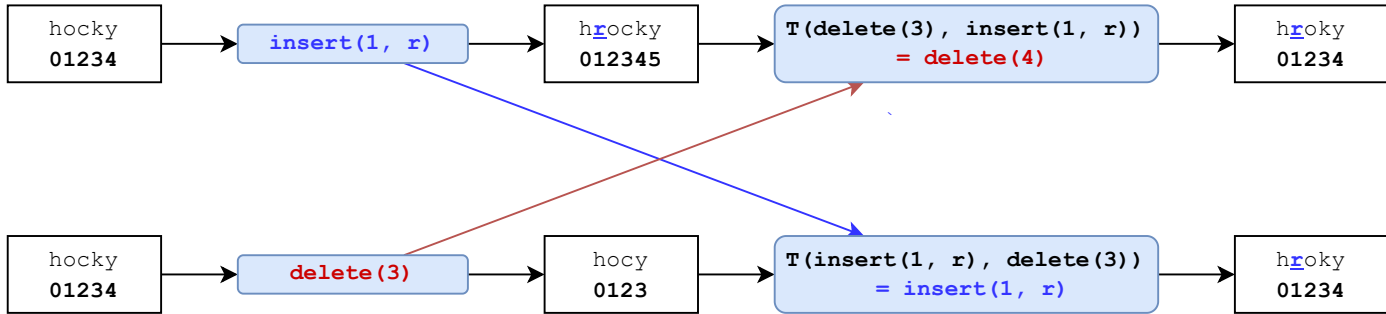 hocky
01234
insert(1, r)
hrocky
012345
T(delete(3), insert(1, r))
= delete(4)
hroky
01234
`
hocky
01234
delete(3)
hocy
0123
T(insert(1, r), delete(3))
= insert(1, r)
hroky
01234